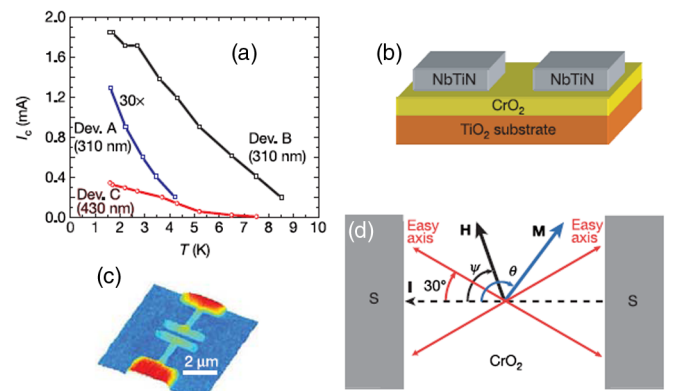 (a)
2.0
1.6
1.2
0.8
0.4
0.0
I_c (mA)
30×
Dev. A
(310 nm)
Dev. B
(310 nm)
Dev. C
(430 nm)
0 1 2 3 4 5 6 7 8 9 10
T (K)
(b)
NbTiN NbTiN
CrO₂
TiO₂ substrate
(c)
2 μm
(d)
Easy
axis
H
M
Easy
axis
ψ
θ
30°
I
S
S
CrO₂